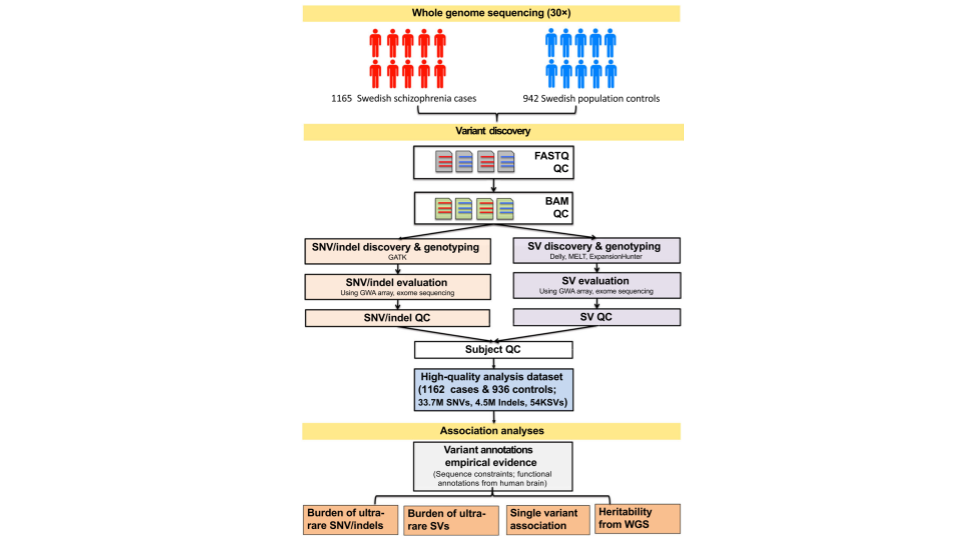 Whole genome sequencing (30×)
1165 Swedish schizophrenia cases
942 Swedish population controls
Variant discovery
FASTQ
QC
BAM
QC
SNV/indel discovery & genotyping
GATK
SV discovery & genotyping
Delly, MELT, ExpansionHunter
SNV/indel evaluation
Using GWA array, exome sequencing
SV evaluation
Using GWA array, exome sequencing
SNV/indel QC
SV QC
Subject QC
High-quality analysis dataset
(1162 cases & 936 controls;
33.7M SNVs, 4.5M Indels, 54KSVs)
Association analyses
Variant annotations
empirical evidence
(Sequence constraints; functional
annotations from human brain)
Burden of ultra-
rare SNV/indels
Burden of ultra-
rare SVs
Single variant
association
Heritability
from WGS